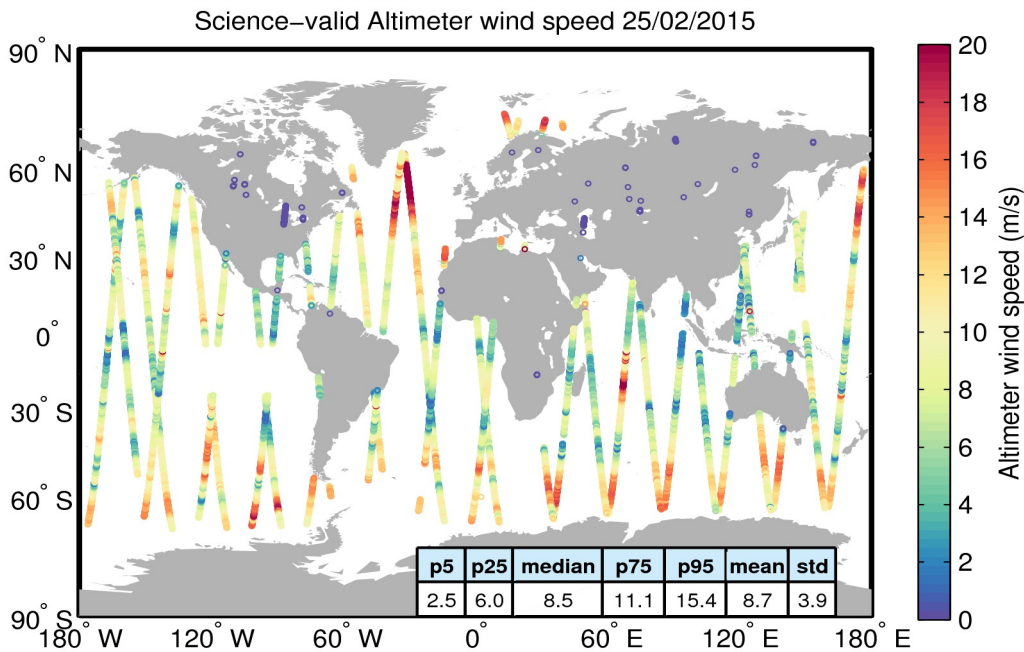 Science−valid Altimeter wind speed 25/02/2015
90° N
60° N
30° N
0°
30° S
60° S
90° S
180° W
120° W
60° W
0°
60° E
120° E
180° E
p5 p25 median p75 p95 mean std
2.5 6.0 8.5 11.1 15.4 8.7 3.9
20
18
16
14
12
10
8
6
4
2
0
Altimeter wind speed (m/s)